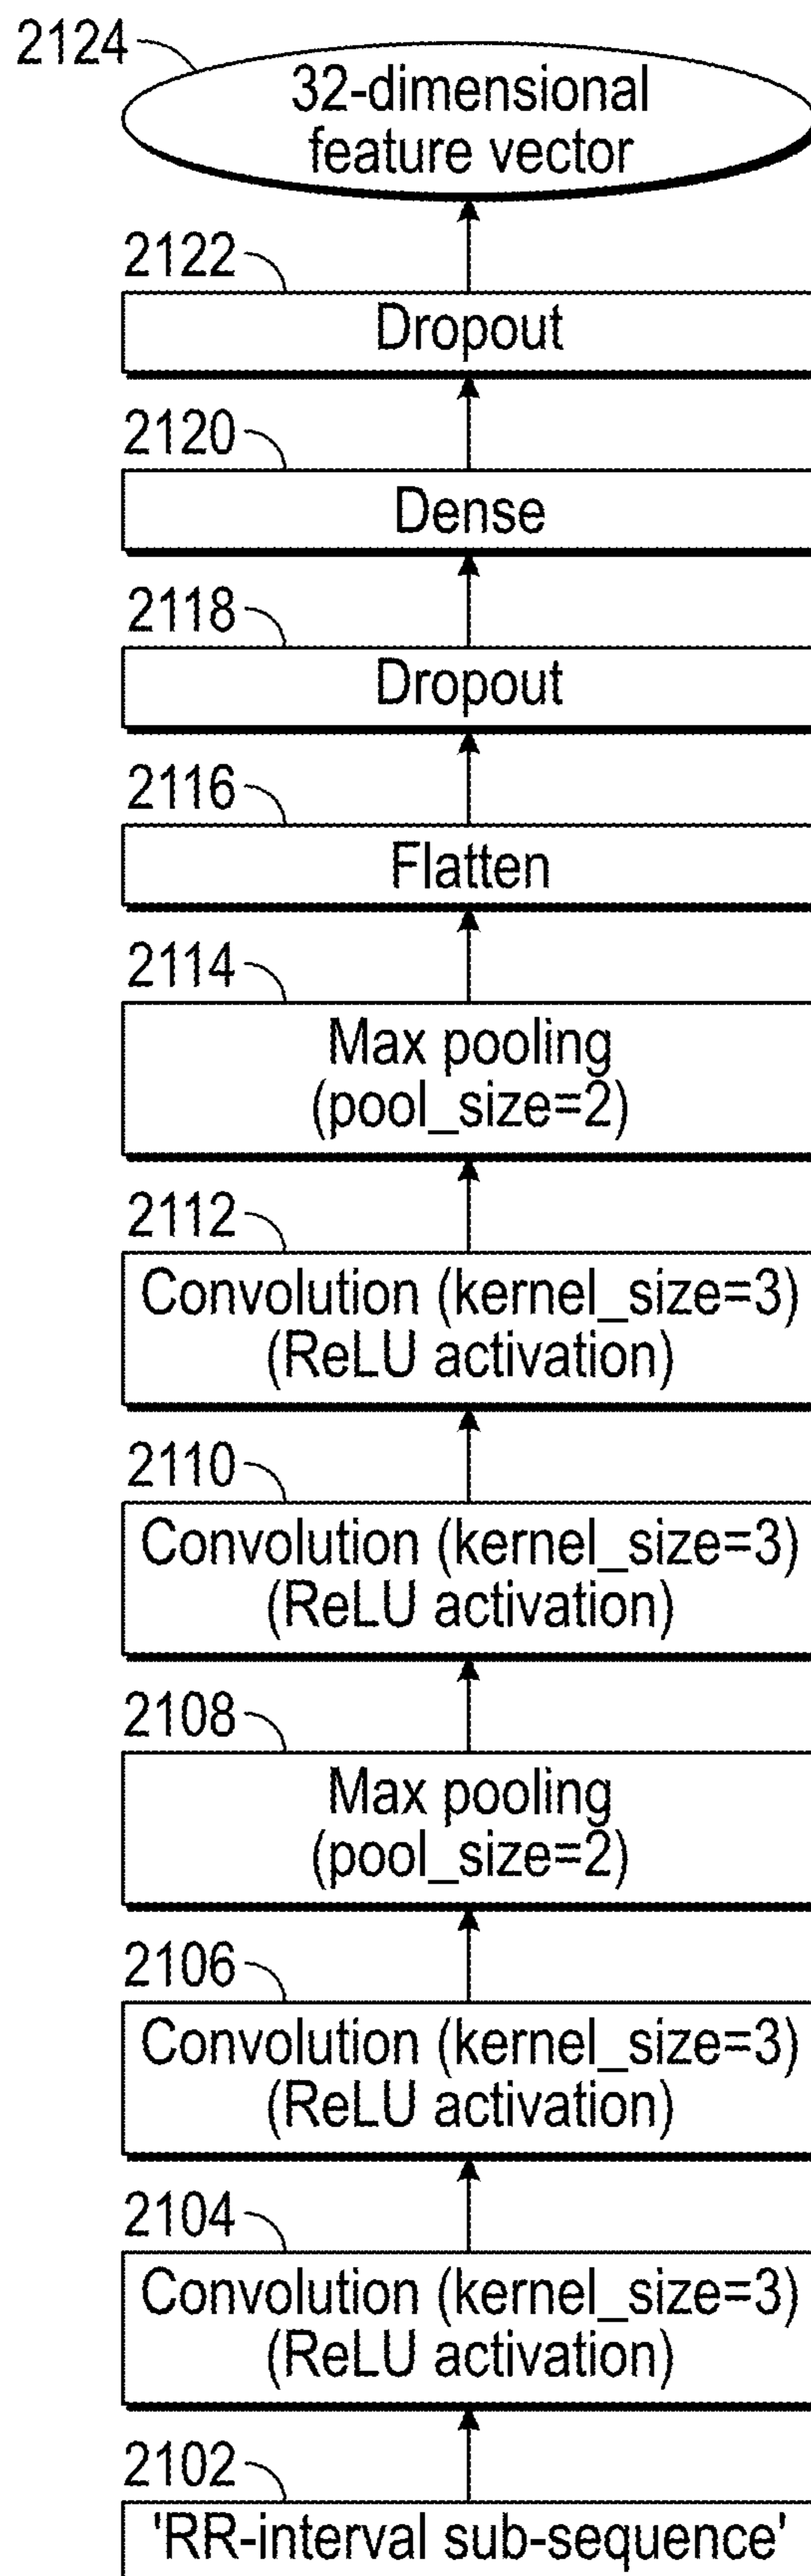 2124
32-dimensional
feature vector
2122
Dropout
2120
Dense
2118
Dropout
2116
Flatten
2114
Max pooling
(pool_size=2)
2112
Convolution (kernel_size=3)
(ReLU activation)
2110
Convolution (kernel_size=3)
(ReLU activation)
2108
Max pooling
(pool_size=2)
2106
Convolution (kernel_size=3)
(ReLU activation)
2104
Convolution (kernel_size=3)
(ReLU activation)
2102
'RR-interval sub-sequence'